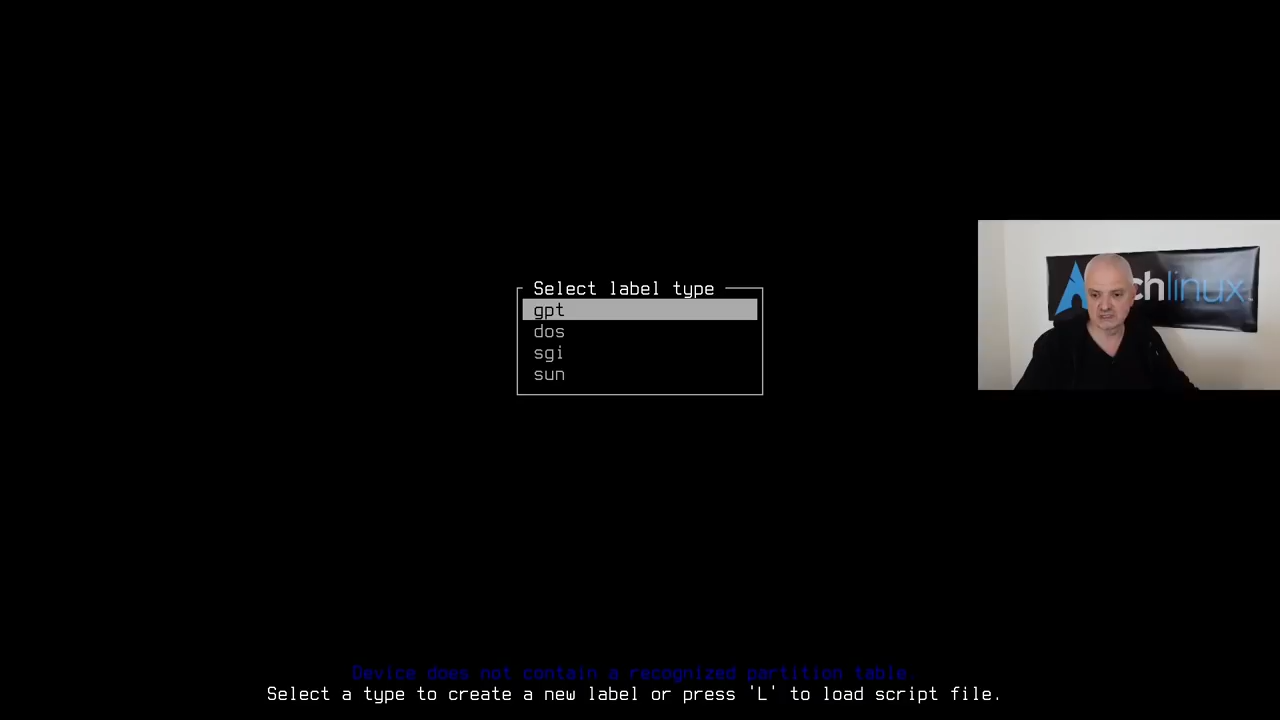 Select label type
gpt
dos
sgi
sun
chlinux
Device does not contain a recognized partition table.
Select a type to create a new label or press 'L' to load script file.